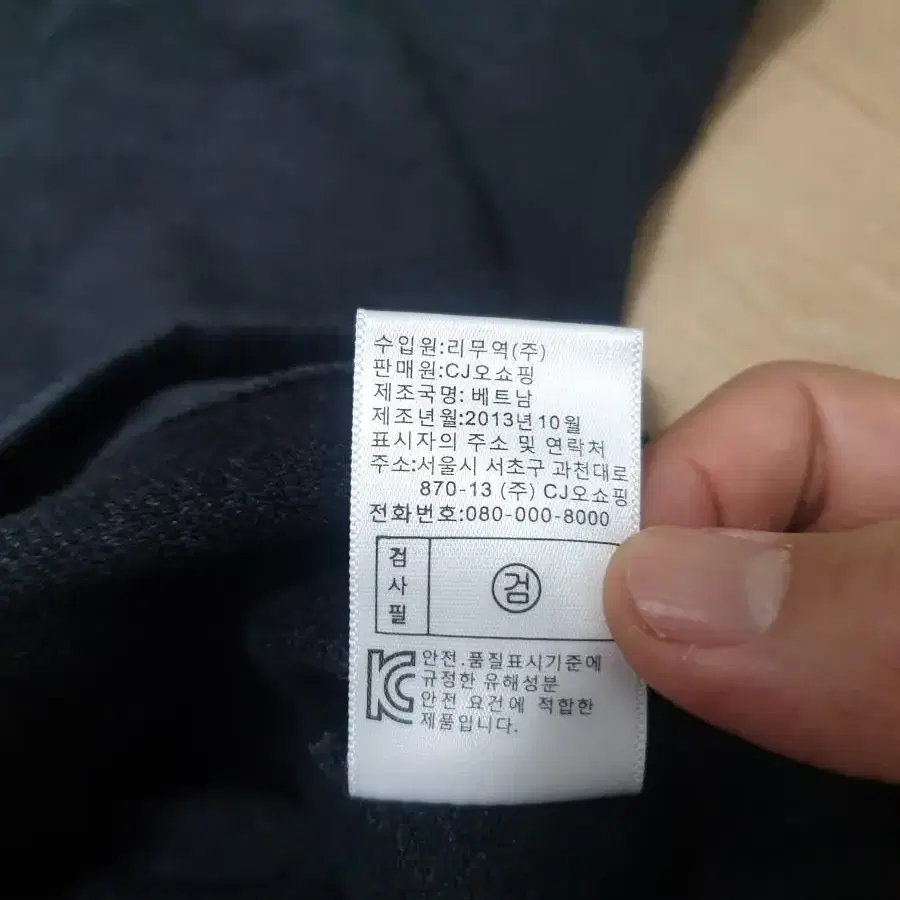 수입원:리무역(주)
판매원:CJ오쇼핑
제조국명: 베트남
제조년월:2013년10월
표시자의 주소 및 연락처
주소:서울시 서초구 과천대로
870-13 (주) CJ오쇼핑
전화번호:080-000-8000
검사필
검
안전.품질표시기준에
규정한 유해성분
안전 요건에 적합한
제품입니다.